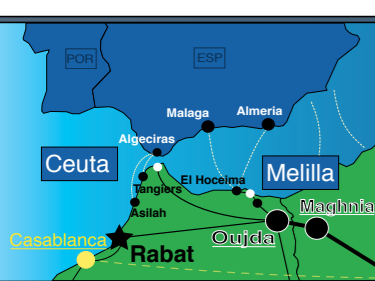 POR
ESP
Malaga
Almeria
Algeciras
Ceuta
Tangiers
El Hoceima
Melilla
Asilah
Maghnia
Casablanca
Rabat
Oujda